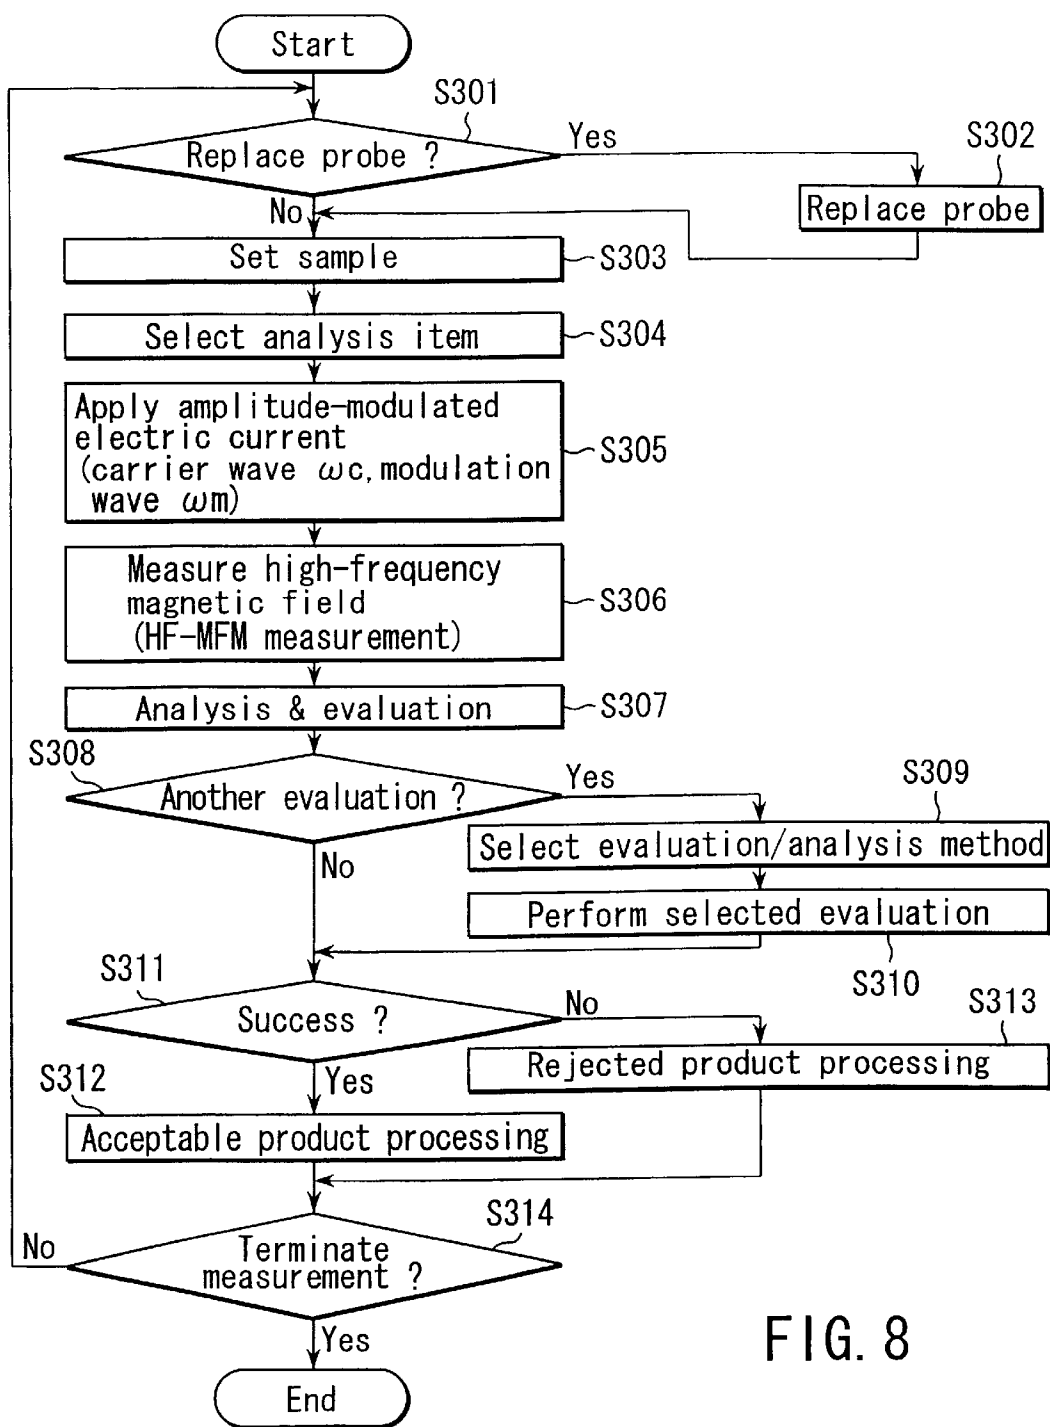 Start
S301
Replace probe ?
Yes
S302
Replace probe
No
Set sample
S303
Select analysis item
S304
Apply amplitude-modulated
electric current
(carrier wave ωc, modulation
wave ωm)
S305
Measure high-frequency
magnetic field
(HF-MFM measurement)
S306
Analysis & evaluation
S307
S308
Another evaluation ?
Yes
S309
Select evaluation/analysis method
No
Perform selected evaluation
S310
S311
Success ?
No
S313
Rejected product processing
S312
Yes
Acceptable product processing
S314
No
Terminate
measurement ?
Yes
End
FIG. 8